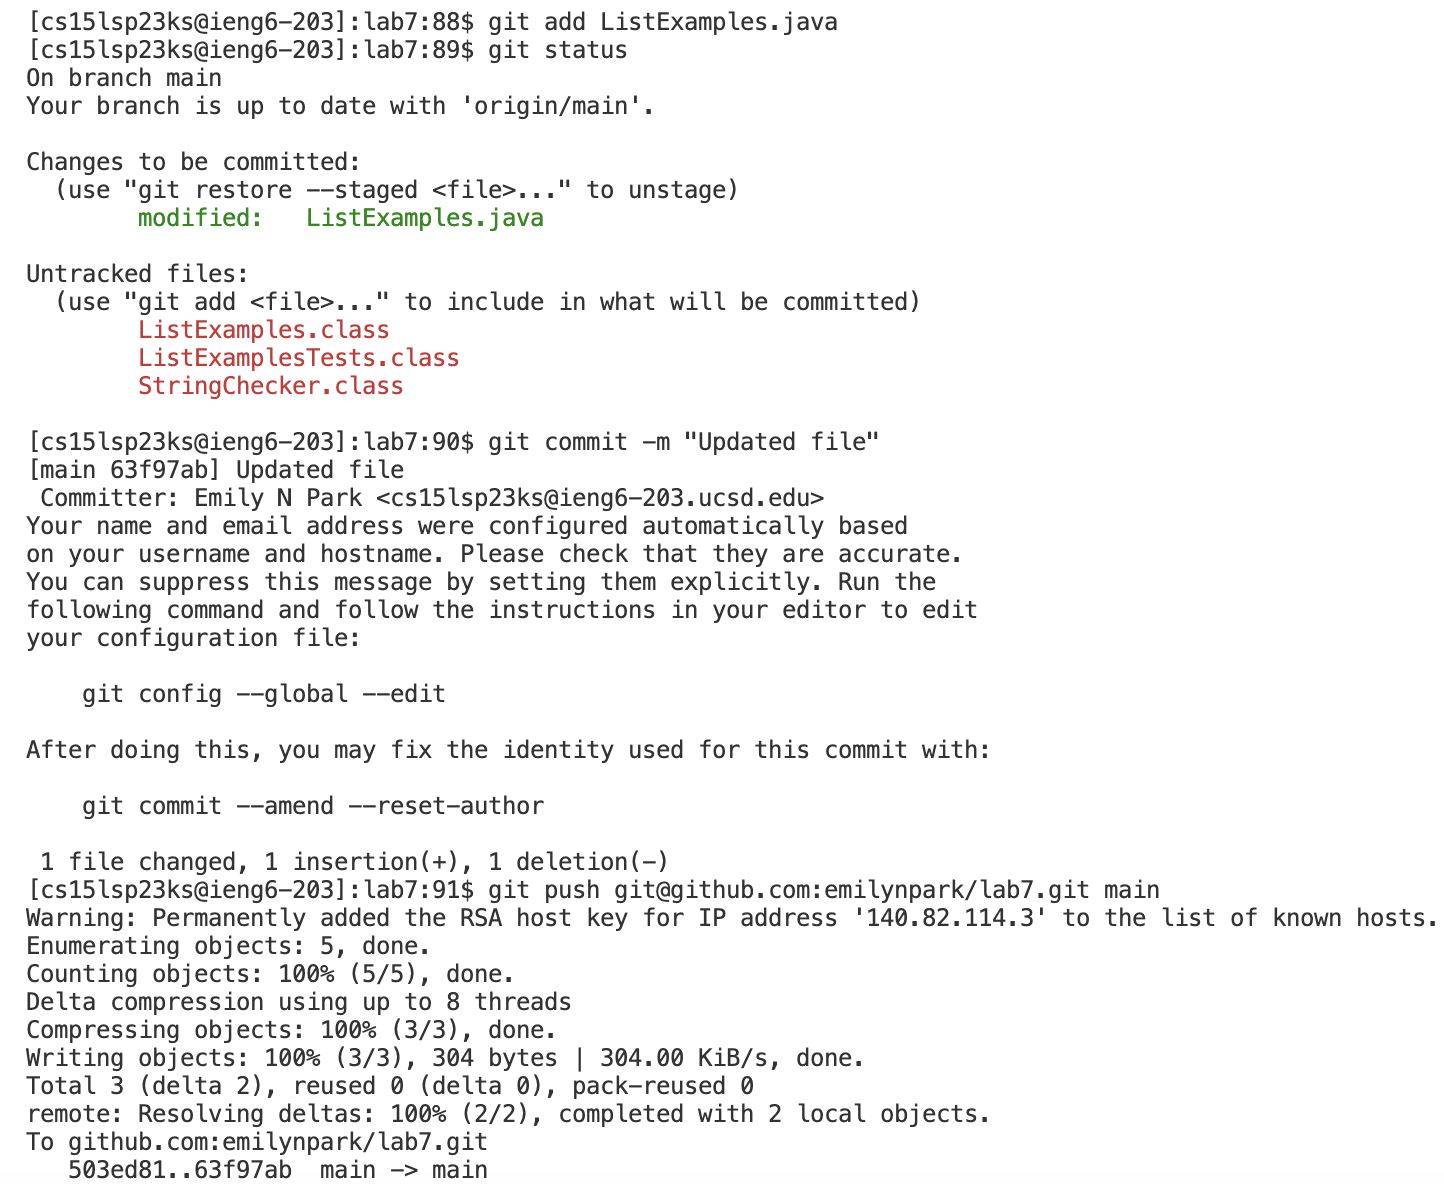 [cs15lsp23ks@ieng6-203]:lab7:88$ git add ListExamples.java
[cs15lsp23ks@ieng6-203]:lab7:89$ git status
On branch main
Your branch is up to date with 'origin/main'.

Changes to be committed:
  (use "git restore --staged <file>..." to unstage)
        modified:   ListExamples.java

Untracked files:
  (use "git add <file>..." to include in what will be committed)
        ListExamples.class
        ListExamplesTests.class
        StringChecker.class

[cs15lsp23ks@ieng6-203]:lab7:90$ git commit -m "Updated file"
[main 63f97ab] Updated file
 Committer: Emily N Park <cs15lsp23ks@ieng6-203.ucsd.edu>
Your name and email address were configured automatically based
on your username and hostname. Please check that they are accurate.
You can suppress this message by setting them explicitly. Run the
following command and follow the instructions in your editor to edit
your configuration file:

    git config --global --edit

After doing this, you may fix the identity used for this commit with:

    git commit --amend --reset-author

 1 file changed, 1 insertion(+), 1 deletion(-)
[cs15lsp23ks@ieng6-203]:lab7:91$ git push git@github.com:emilynpark/lab7.git main
Warning: Permanently added the RSA host key for IP address '140.82.114.3' to the list of known hosts.
Enumerating objects: 5, done.
Counting objects: 100% (5/5), done.
Delta compression using up to 8 threads
Compressing objects: 100% (3/3), done.
Writing objects: 100% (3/3), 304 bytes | 304.00 KiB/s, done.
Total 3 (delta 2), reused 0 (delta 0), pack-reused 0
remote: Resolving deltas: 100% (2/2), completed with 2 local objects.
To github.com:emilynpark/lab7.git
   503ed81..63f97ab  main -> main